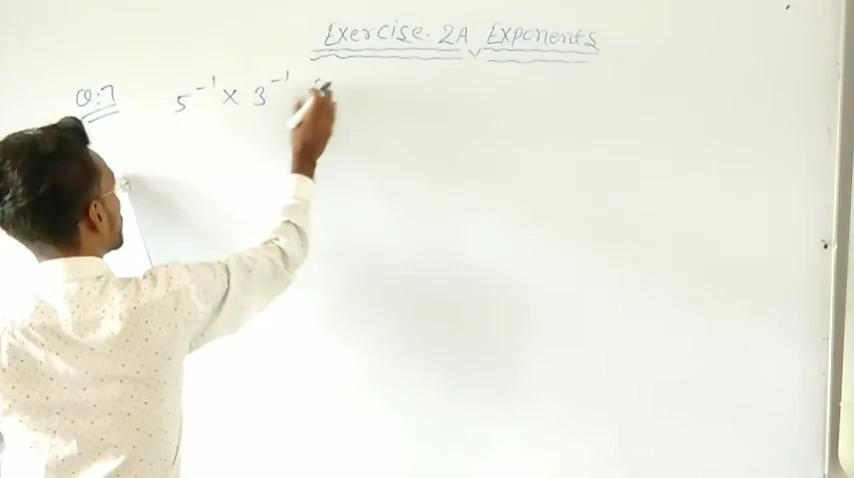 Exercise-2A Exponents
Q:7 5⁻¹ × 3⁻¹